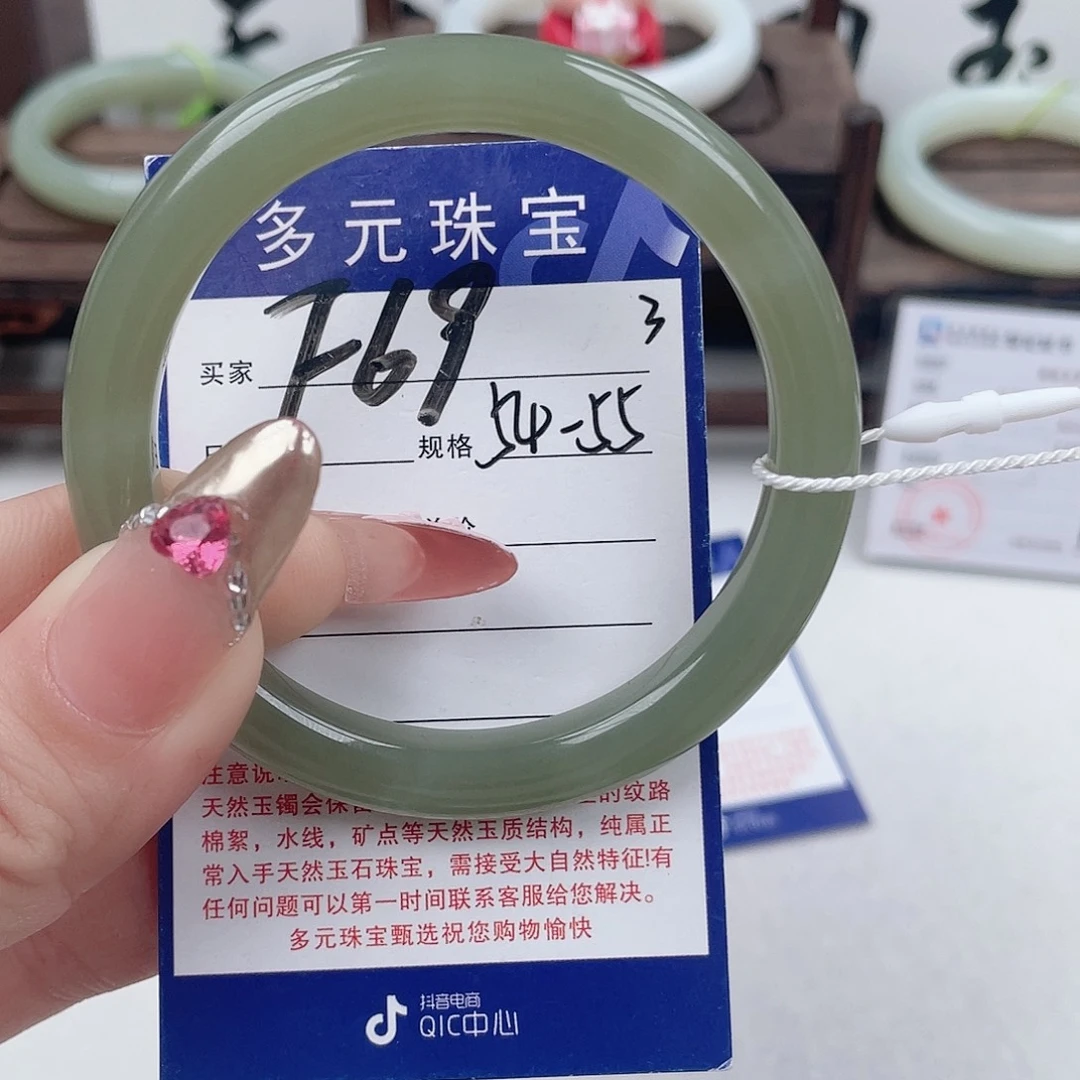 玉
多元珠宝
F69
3
买家
规格 54-55
注意说
天然玉镯会保 的纹路
棉絮，水线，矿点等天然玉质结构，纯属正
常入手天然玉石珠宝，需接受大自然特征!有
任何问题可以第一时间联系客服给您解决。
多元珠宝甄选祝您购物愉快
抖音电商
QIC中心